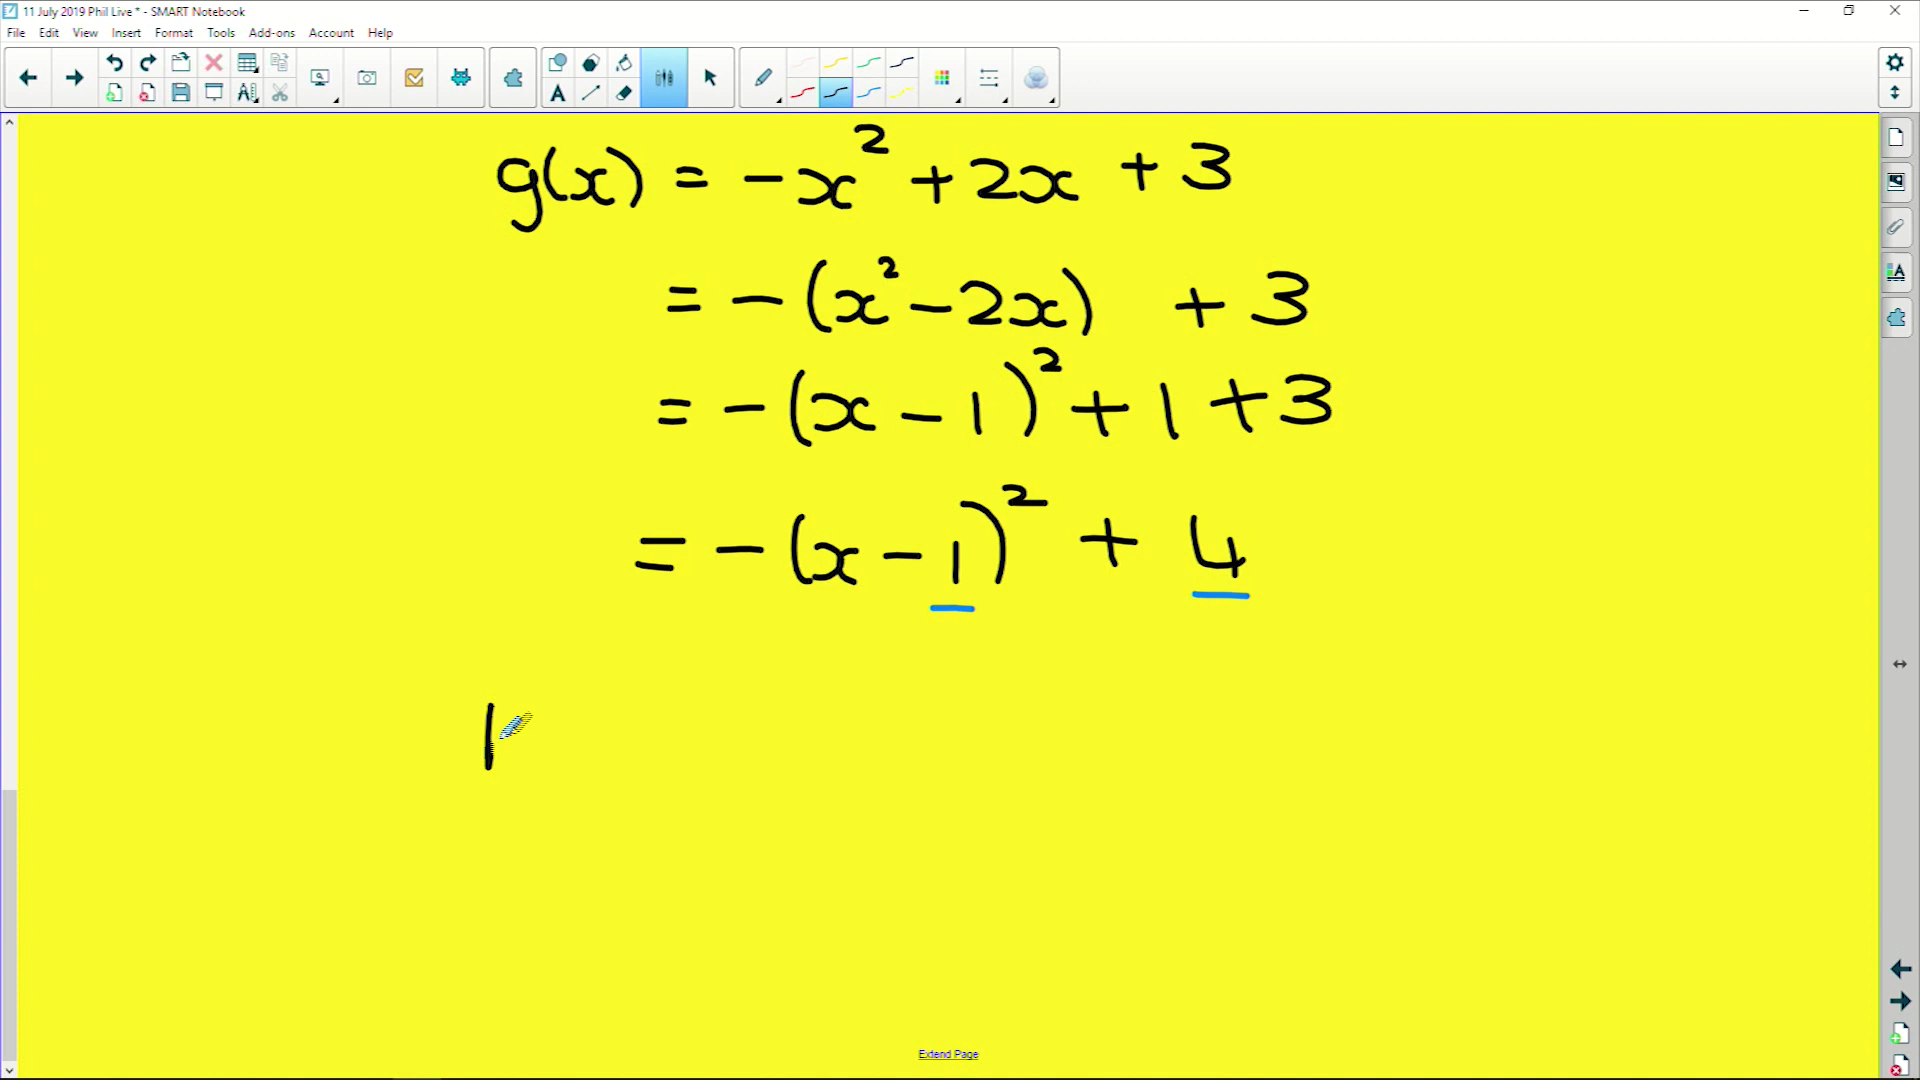 11 July 2019 Phil Live * - SMART Notebook
File Edit View Insert Format Tools Add-ons Account Help
g(x) = -x² + 2x + 3
= -(x² - 2x) + 3
= -(x - 1)² + 1 + 3
= -(x - 1)² + 4
Extend Page